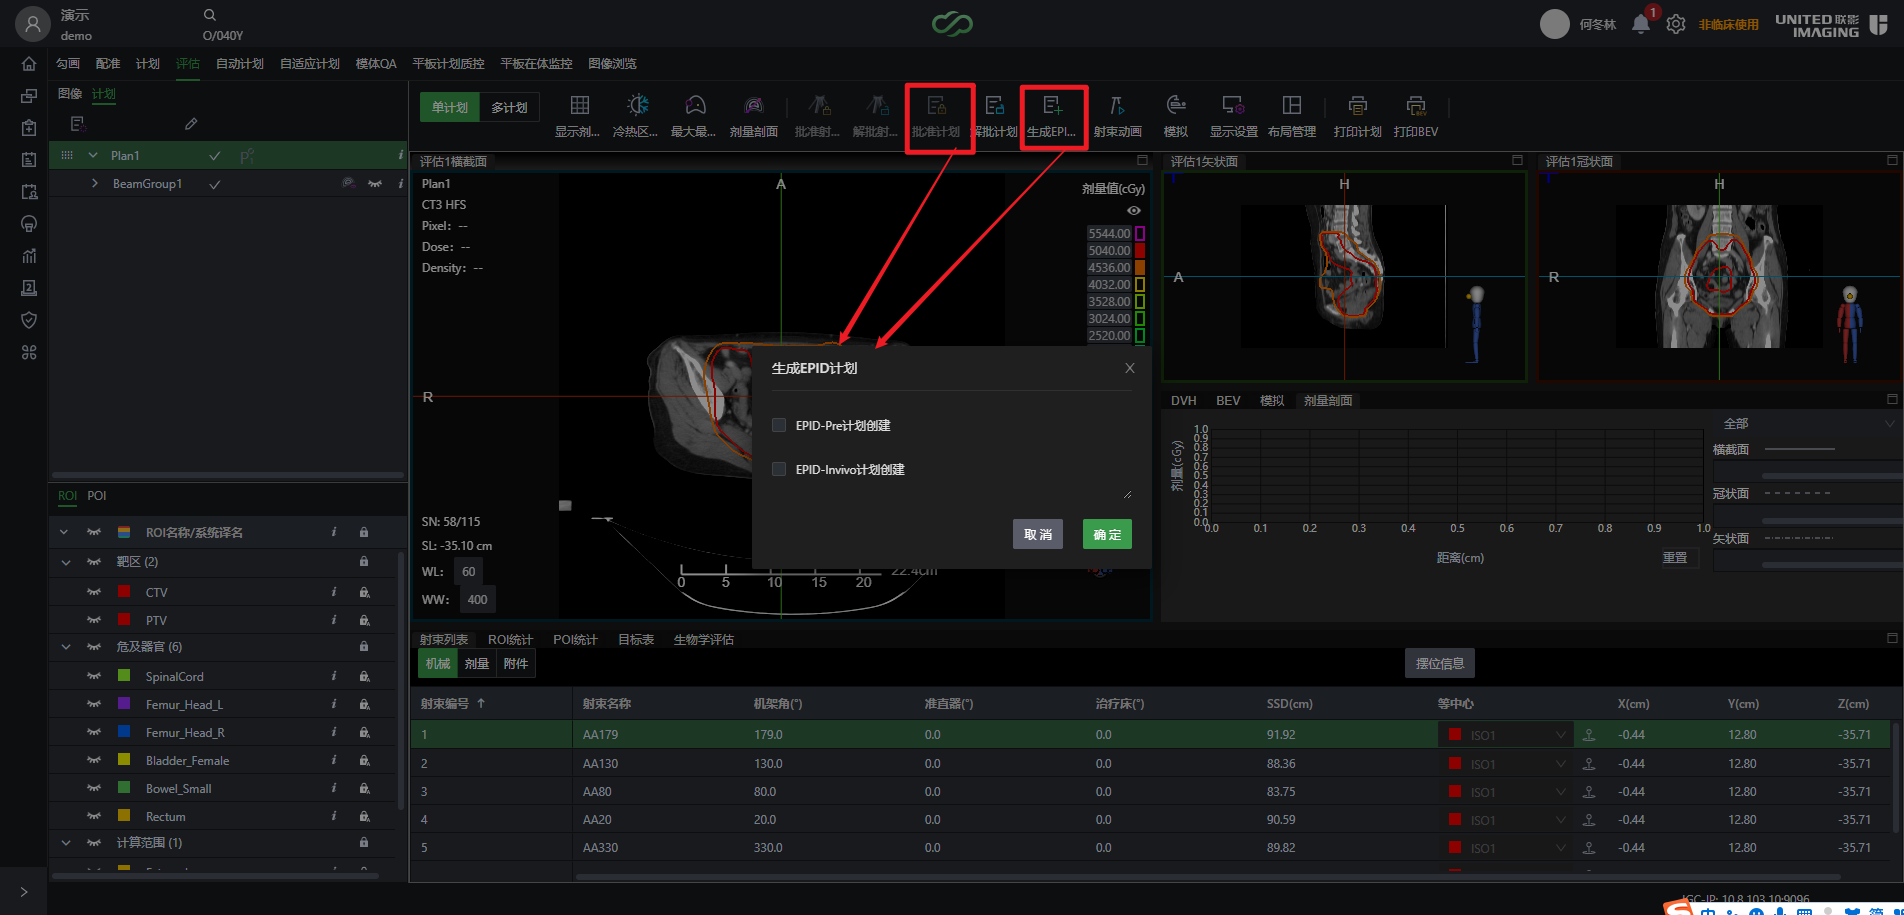 演示
demo
O/040Y
何冬林
1
非临床使用
UNITED 联影
IMAGING
勾画 配准 计划 评估 自动计划 自适应计划 模体QA 平板计划质控 平板在体监控 图像浏览
图像 计划
单计划 多计划
显示剂... 冷热区... 最大最... 剂量剖面 批准射... 解批射... 批准计划 解批计划 生成EPI... 射束动画 模拟 显示设置 布局管理 打印计划 打印BEV
Plan1
BeamGroup1
评估1横截面
Plan1
CT3 HFS
Pixel: --
Dose: --
Density: --
A
R
剂量值(cGy)
5544.00
5040.00
4536.00
4032.00
3528.00
3024.00
2520.00
SN: 58/115
SL: -35.10 cm
WL: 60
WW: 400
0 5 10 15 20 22.4cm
评估1矢状面
H
A
评估1冠状面
H
R
生成EPID计划
EPID-Pre计划创建
EPID-Invivo计划创建
取消 确定
DVH BEV 模拟 剂量剖面
剂量(cGy)
1.0
0.9
0.8
0.7
0.6
0.5
0.4
0.3
0.2
0.1
0.0
0.0 0.1 0.2 0.3 0.4 0.5 0.6 0.7 0.8 0.9 1.0
距离(cm)
全部
横截面
冠状面
矢状面
重置
ROI POI
ROI名称/系统译名
靶区 (2)
CTV
PTV
危及器官 (6)
SpinalCord
Femur_Head_L
Femur_Head_R
Bladder_Female
Bowel_Small
Rectum
计算范围 (1)
射束列表 ROI统计 POI统计 目标表 生物学评估
机械 剂量 附件
摆位信息
射束编号 射束名称 机架角(°) 准直器(°) 治疗床(°) SSD(cm) 等中心 X(cm) Y(cm) Z(cm)
1 AA179 179.0 0.0 0.0 91.92 ISO1 -0.44 12.80 -35.71
2 AA130 130.0 0.0 0.0 88.36 ISO1 -0.44 12.80 -35.71
3 AA80 80.0 0.0 0.0 83.75 ISO1 -0.44 12.80 -35.71
4 AA20 20.0 0.0 0.0 90.59 ISO1 -0.44 12.80 -35.71
5 AA330 330.0 0.0 0.0 89.82 ISO1 -0.44 12.80 -35.71